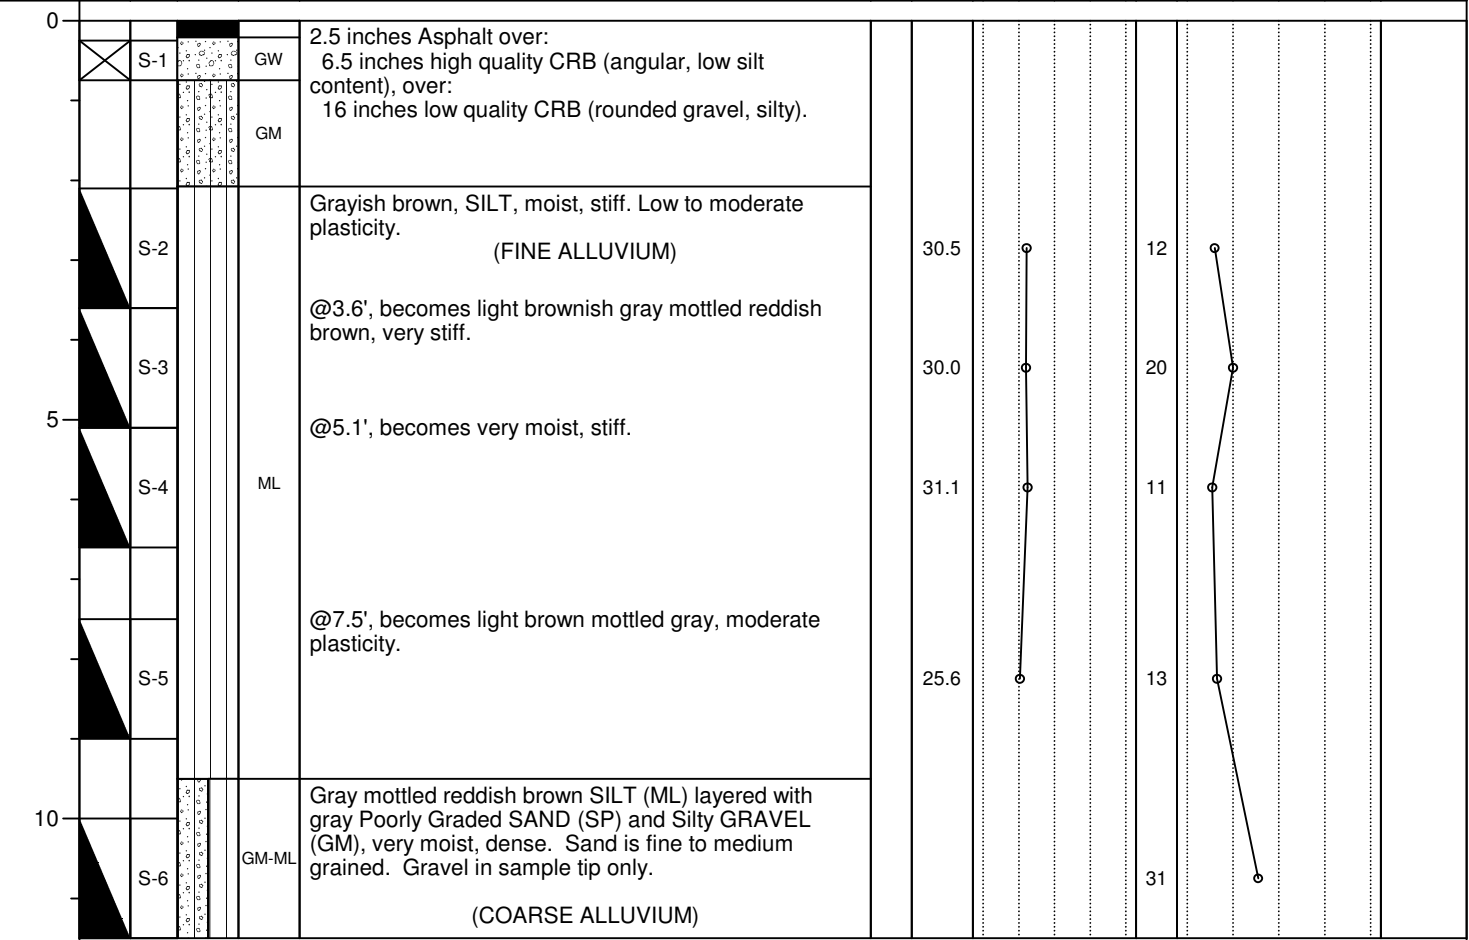 0
S-1
GW
GM
2.5 inches Asphalt over:
6.5 inches high quality CRB (angular, low silt
content), over:
16 inches low quality CRB (rounded gravel, silty).
Grayish brown, SILT, moist, stiff. Low to moderate
plasticity.
S-2
(FINE ALLUVIUM)
30.5
12
@3.6', becomes light brownish gray mottled reddish
brown, very stiff.
S-3
30.0
20
5
@5.1', becomes very moist, stiff.
S-4
ML
31.1
11
@7.5', becomes light brown mottled gray, moderate
plasticity.
S-5
25.6
13
Gray mottled reddish brown SILT (ML) layered with
10
gray Poorly Graded SAND (SP) and Silty GRAVEL
(GM), very moist, dense.  Sand is fine to medium
grained.  Gravel in sample tip only.
GM-ML
S-6
31
(COARSE ALLUVIUM)